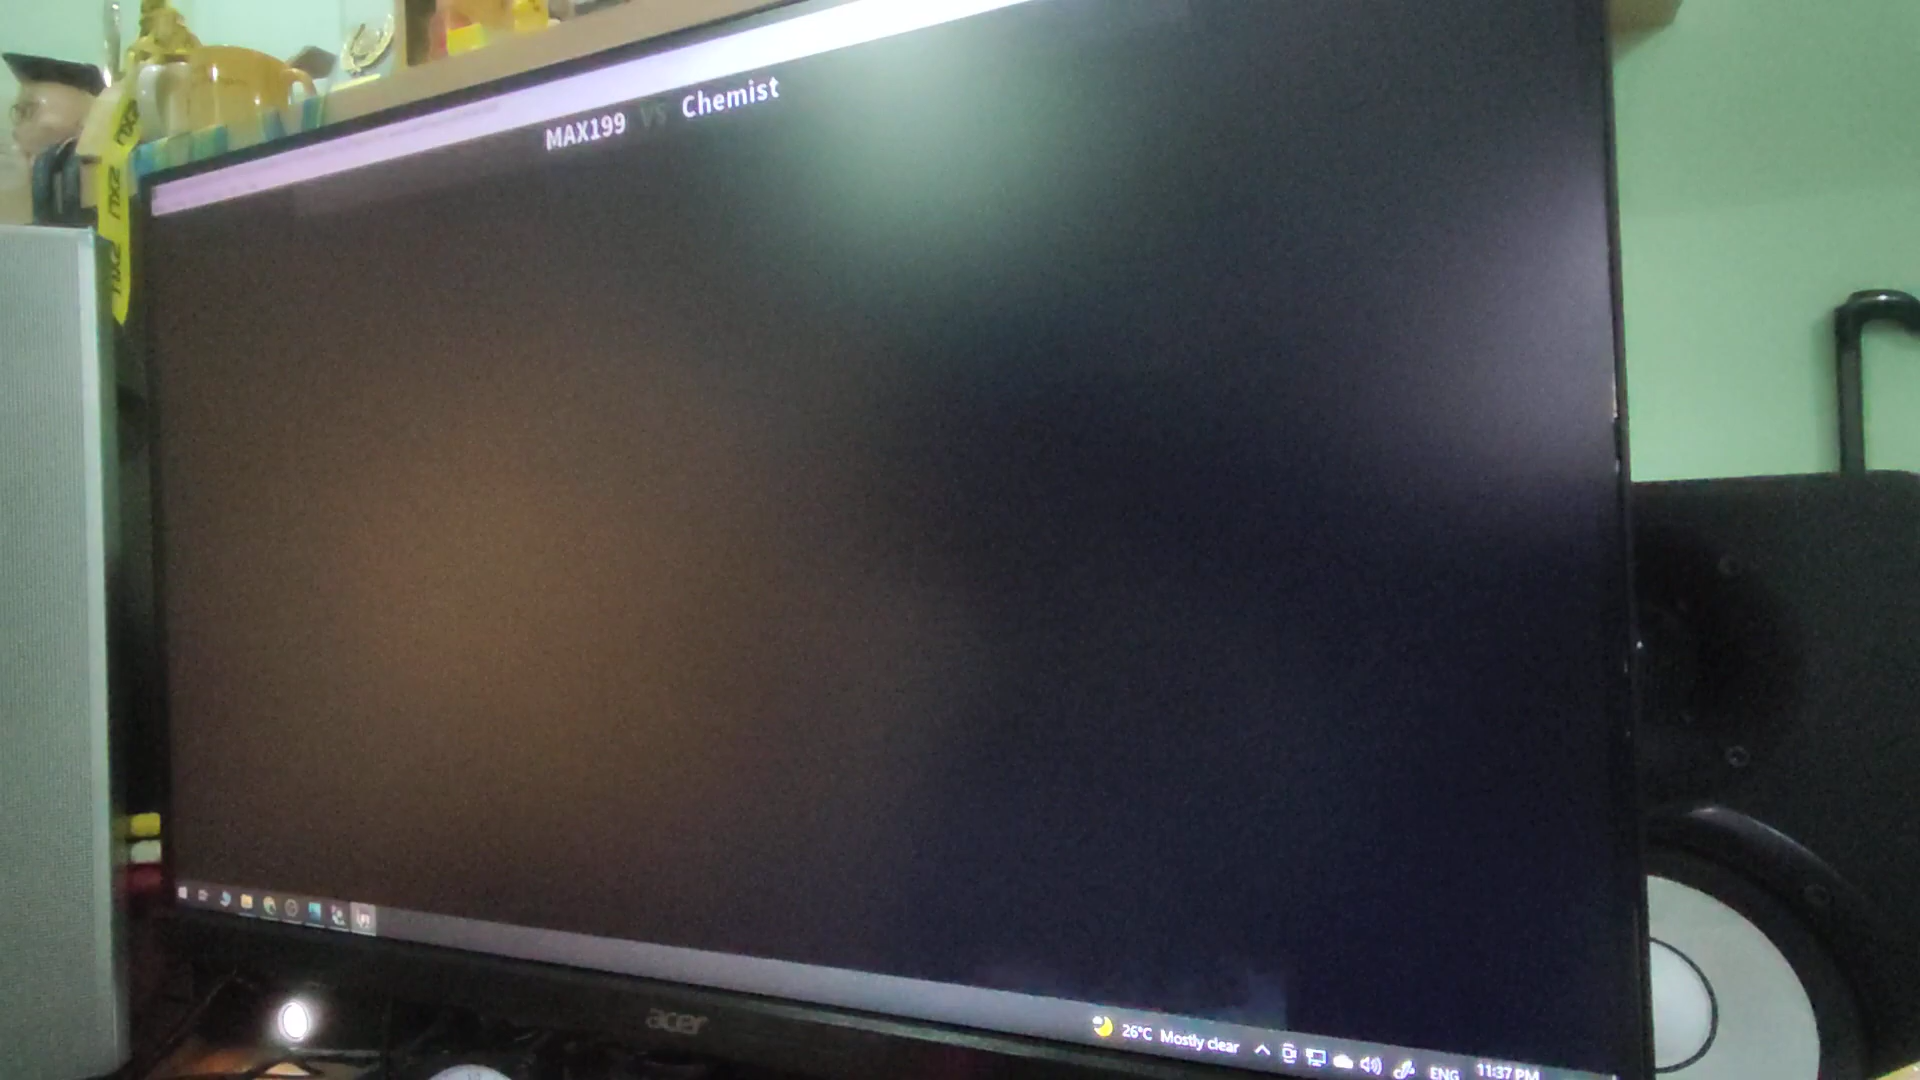 MAX199 VS Chemist
acer
26°C Mostly clear
ENG
11:37 PM